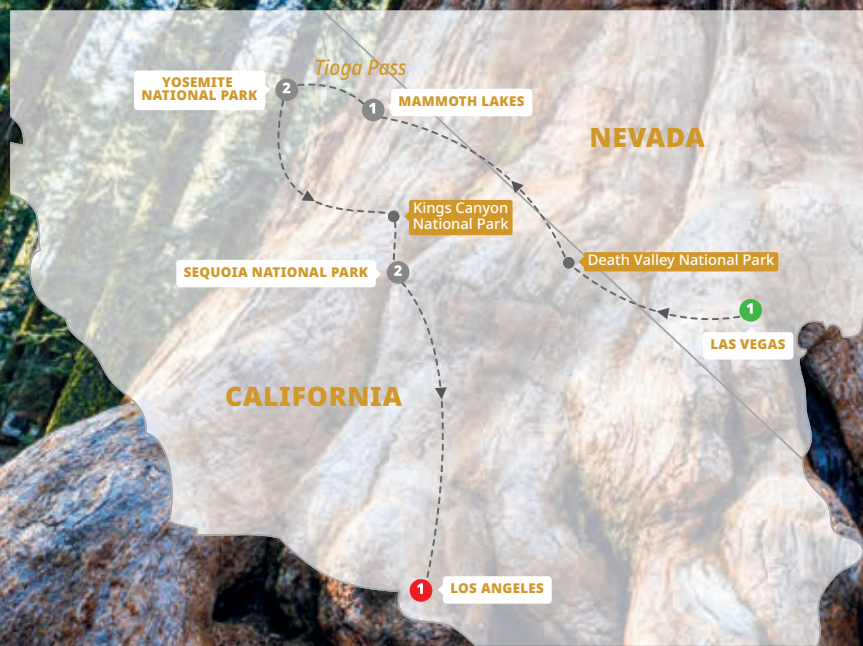 Tioga Pass
YOSEMITE
NATIONAL PARK
2
1
MAMMOTH LAKES
NEVADA
Kings Canyon
National Park
SEQUOIA NATIONAL PARK
2
Death Valley National Park
1
LAS VEGAS
CALIFORNIA
1
LOS ANGELES